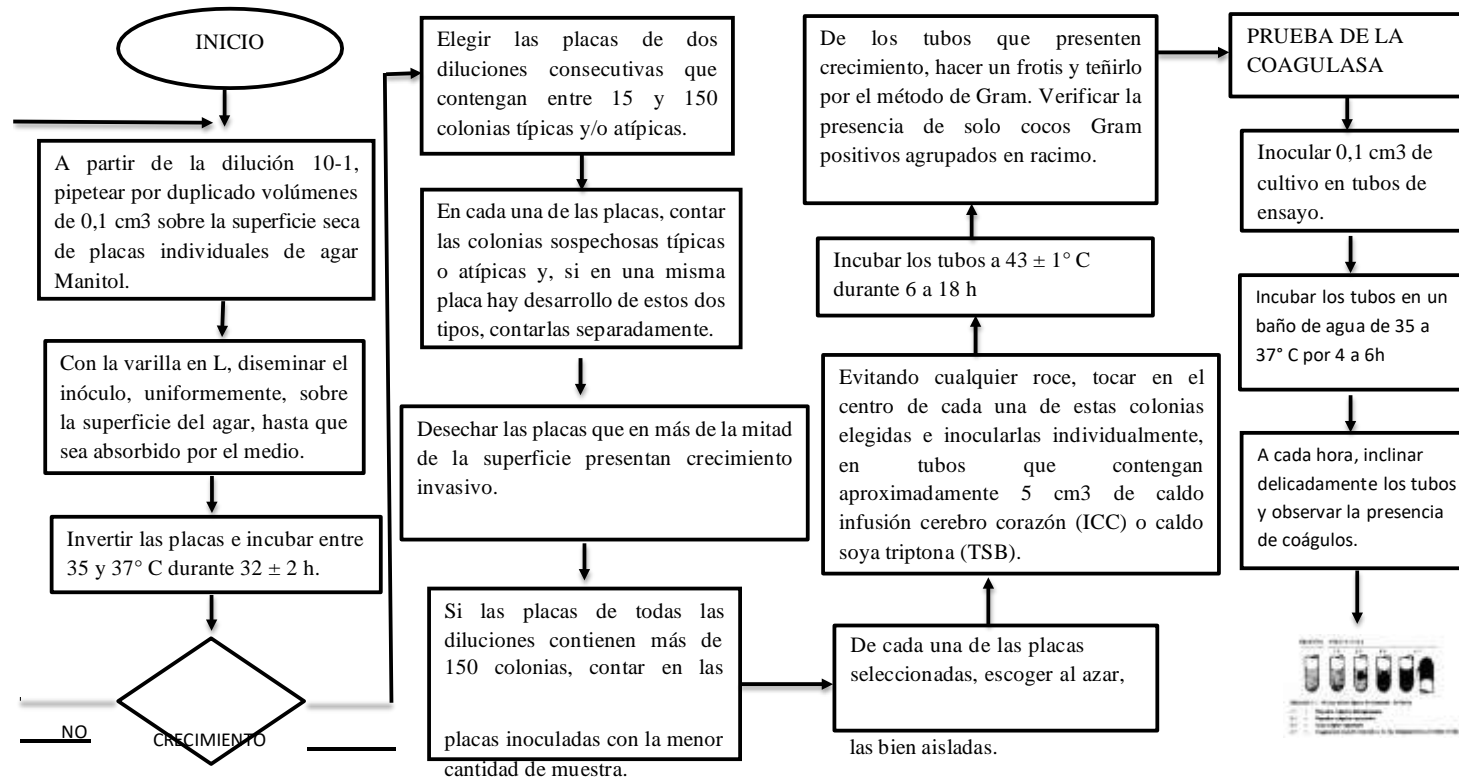 INICIO
A partir de la dilución 10-1,
pipetear por duplicado volúmenes
de 0,1 cm3 sobre la superficie seca
de placas individuales de agar
Manitol.
Con la varilla en L, diseminar el
inóculo, uniformemente, sobre
la superficie del agar, hasta que
sea absorbido por el medio.
Invertir las placas e incubar entre
35 y 37° C durante 32 ± 2 h.
NO
CRECIMIENTO
Elegir las placas de dos
diluciones consecutivas que
contengan entre 15 y 150
colonias típicas y/o atípicas.
En cada una de las placas, contar
las colonias sospechosas típicas
o atípicas y, si en una misma
placa hay desarrollo de estos dos
tipos, contarlas separadamente.
Desechar las placas que en más de la mitad
de la superficie presentan crecimiento
invasivo.
Si las placas de todas las
diluciones contienen más de
150 colonias, contar en las
placas inoculadas con la menor
cantidad de muestra.
De cada una de las placas
seleccionadas, escoger al azar,
las bien aisladas.
Evitando cualquier roce, tocar en el
centro de cada una de estas colonias
elegidas e inocularlas individualmente,
en tubos que contengan
aproximadamente 5 cm3 de caldo
infusión cerebro corazón (ICC) o caldo
soya triptona (TSB).
Incubar los tubos a 43 ± 1° C
durante 6 a 18 h
De los tubos que presenten
crecimiento, hacer un frotis y teñirlo
por el método de Gram. Verificar la
presencia de solo cocos Gram
positivos agrupados en racimo.
PRUEBA DE LA
COAGULASA
Inocular 0,1 cm3 de
cultivo en tubos de
ensayo.
Incubar los tubos en un
baño de agua de 35 a
37° C por 4 a 6h
A cada hora, inclinar
delicadamente los tubos
y observar la presencia
de coágulos.